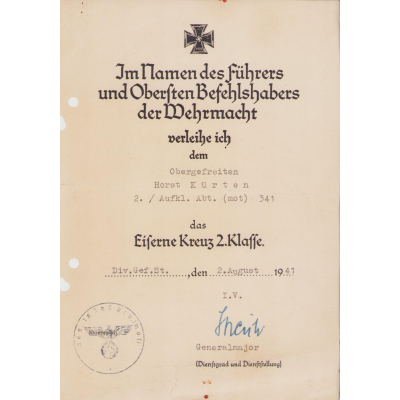 Im Namen des Führers
und Obersten Befehlshabers
der Wehrmacht
verleihe ich
dem
Obergefreiten
Horst Kürten
2. / Aufkl. Abt. (mot) 341
das
Eiserne Kreuz 2. Klasse.
Div.Gef.St. ,den 2. August 1941
I.V.
Generalmajor
(Dienstgrad und Dienststellung)